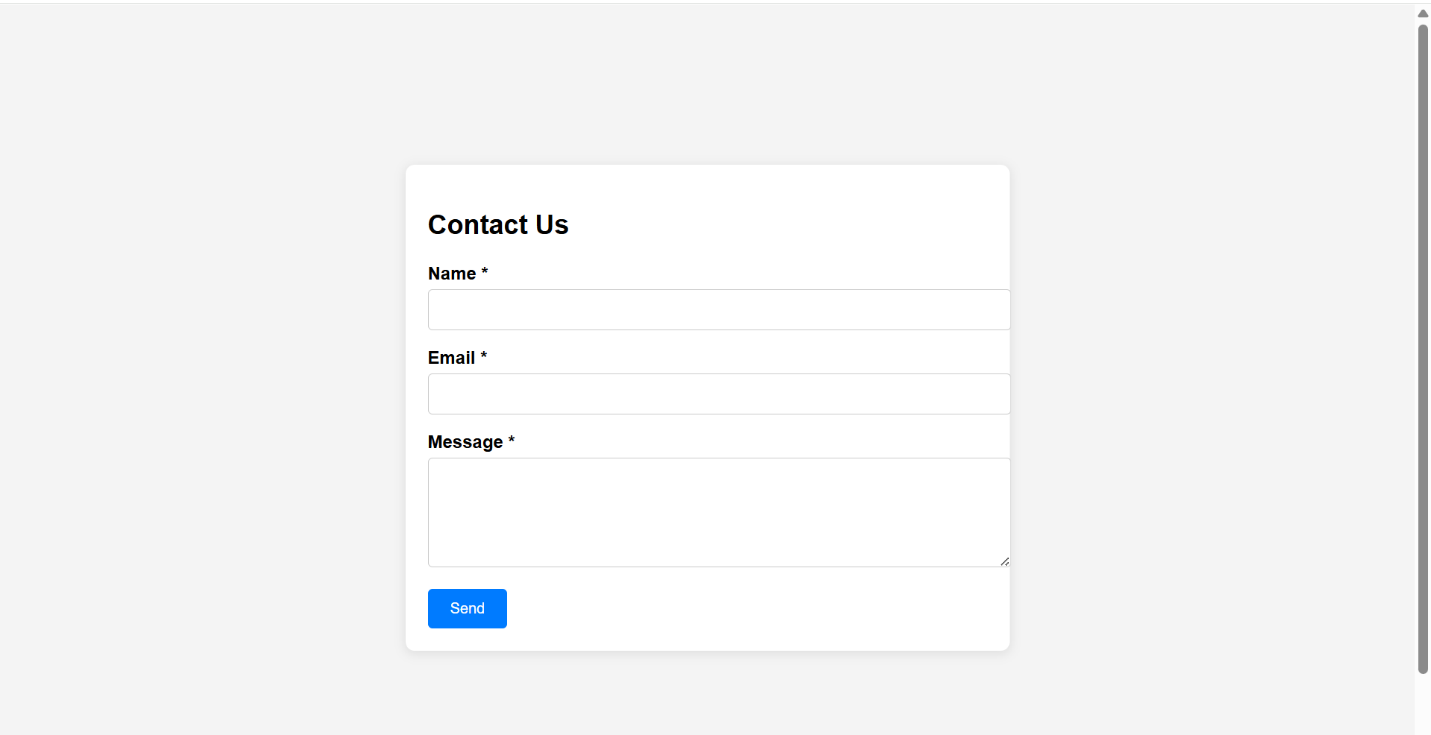 Contact Us
Name *
Email *
Message *
Send